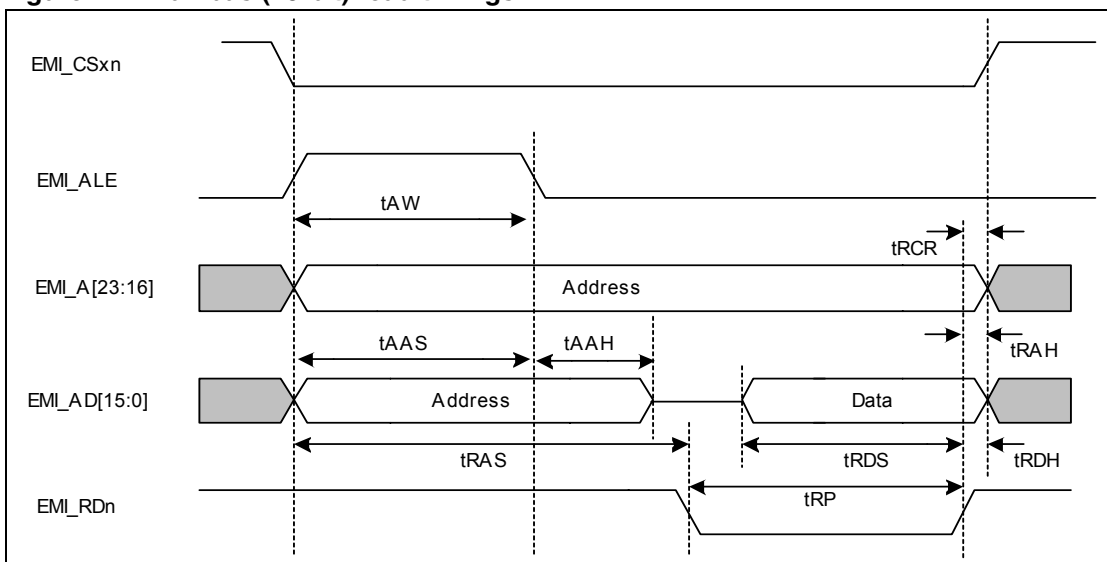 EMI_CSxn
EMI_ALE
tAW
tRCR
EMI_A[23:16]
Address
tRAH
tAAS
tAAH
EMI_AD[15:0]
Address
Data
tRAS
tRDS
tRDH
tRP
EMI_RDn